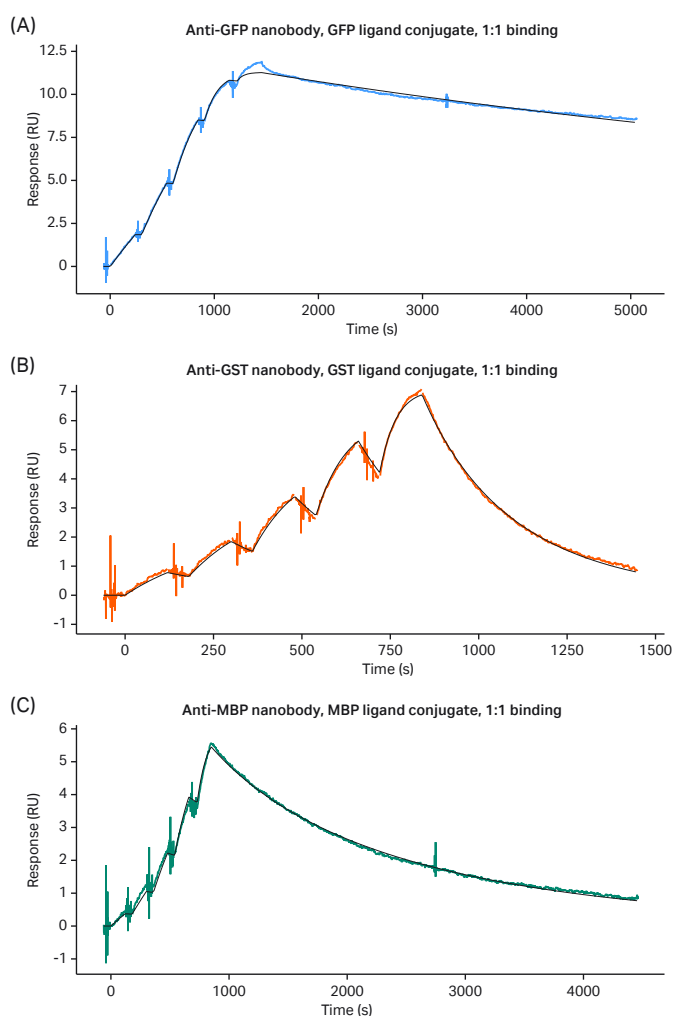 (A)
Anti-GFP nanobody, GFP ligand conjugate, 1:1 binding
12.5
10.0
7.5
5.0
2.5
0
Response (RU)
0 1000 2000 3000 4000 5000
Time (s)
(B)
Anti-GST nanobody, GST ligand conjugate, 1:1 binding
7
6
5
4
3
2
1
0
-1
Response (RU)
0 250 500 750 1000 1250 1500
Time (s)
(C)
Anti-MBP nanobody, MBP ligand conjugate, 1:1 binding
6
5
4
3
2
1
0
-1
Response (RU)
0 1000 2000 3000 4000
Time (s)